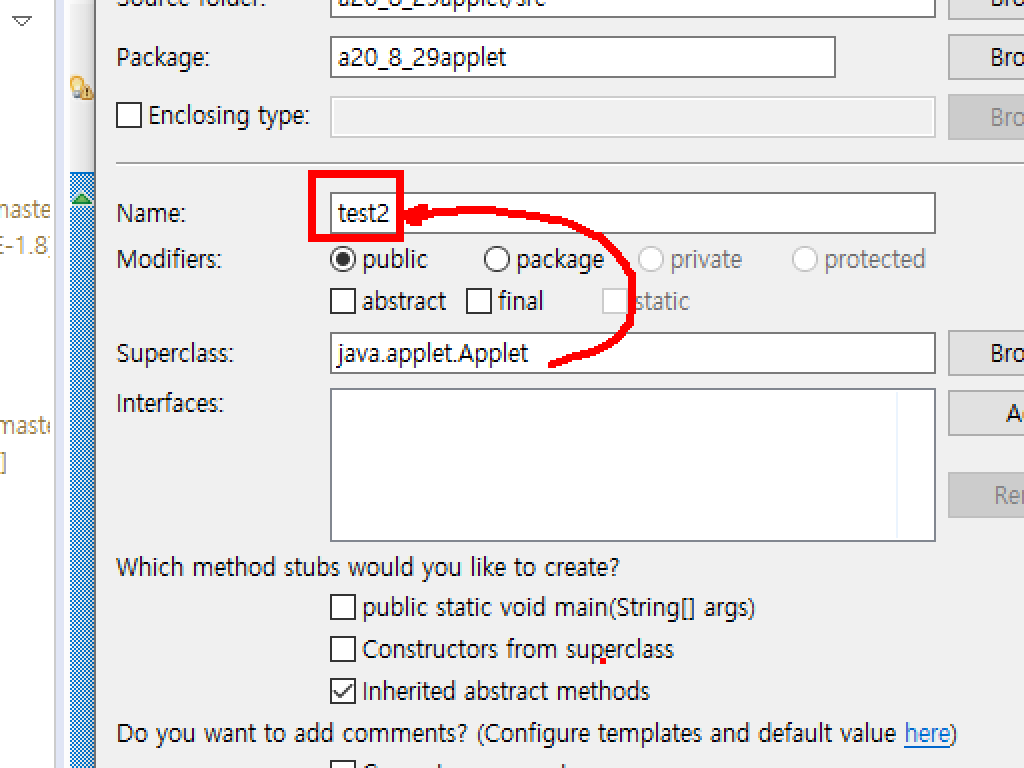 Source folder: a20_8_29applet/src Bro
Package: a20_8_29applet Bro
Enclosing type: Bro
Name: test2
Modifiers: public package private protected
abstract final static
Superclass: java.applet.Applet Bro
Interfaces: A
Rem
Which method stubs would you like to create?
public static void main(String[] args)
Constructors from superclass
Inherited abstract methods
Do you want to add comments? (Configure templates and default value here)
naste
E-1.8]
maste
]